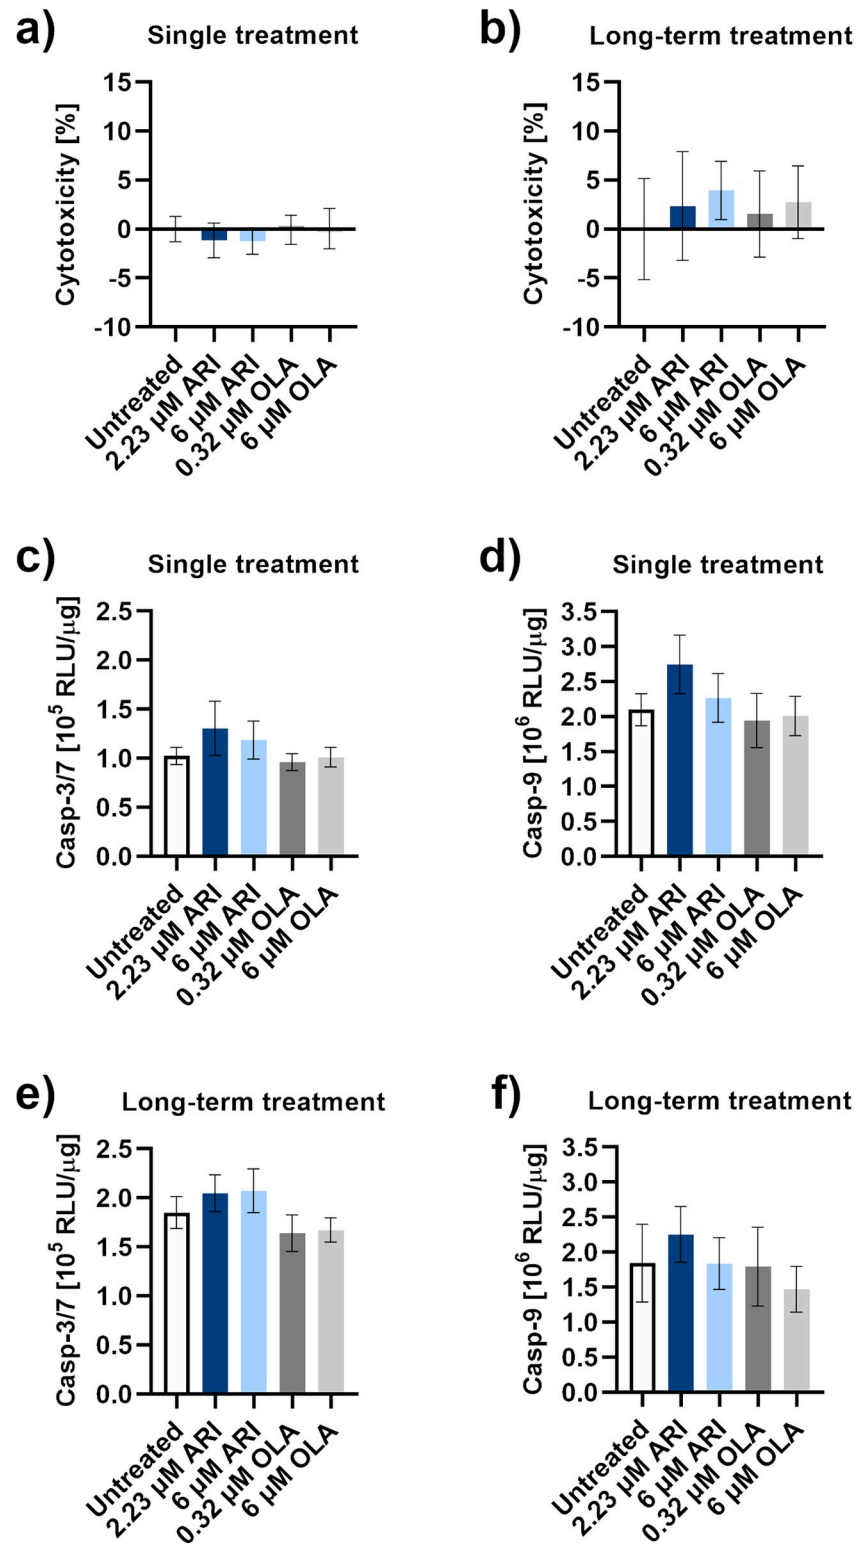 a) Single treatment
Cytotoxicity [%]
15
10
5
0
-5
-10
Untreated
2.23 µM ARI
6 µM ARI
0.32 µM OLA
6 µM OLA
b) Long-term treatment
Cytotoxicity [%]
15
10
5
0
-5
-10
Untreated
2.23 µM ARI
6 µM ARI
0.32 µM OLA
6 µM OLA
c) Single treatment
Casp-3/7 [10⁵ RLU/µg]
2.5
2.0
1.5
1.0
0.5
0.0
Untreated
2.23 µM ARI
6 µM ARI
0.32 µM OLA
6 µM OLA
d) Single treatment
Casp-9 [10⁶ RLU/µg]
3.5
3.0
2.5
2.0
1.5
1.0
0.5
0.0
Untreated
2.23 µM ARI
6 µM ARI
0.32 µM OLA
6 µM OLA
e) Long-term treatment
Casp-3/7 [10⁵ RLU/µg]
2.5
2.0
1.5
1.0
0.5
0.0
Untreated
2.23 µM ARI
6 µM ARI
0.32 µM OLA
6 µM OLA
f) Long-term treatment
Casp-9 [10⁶ RLU/µg]
3.5
3.0
2.5
2.0
1.5
1.0
0.5
0.0
Untreated
2.23 µM ARI
6 µM ARI
0.32 µM OLA
6 µM OLA